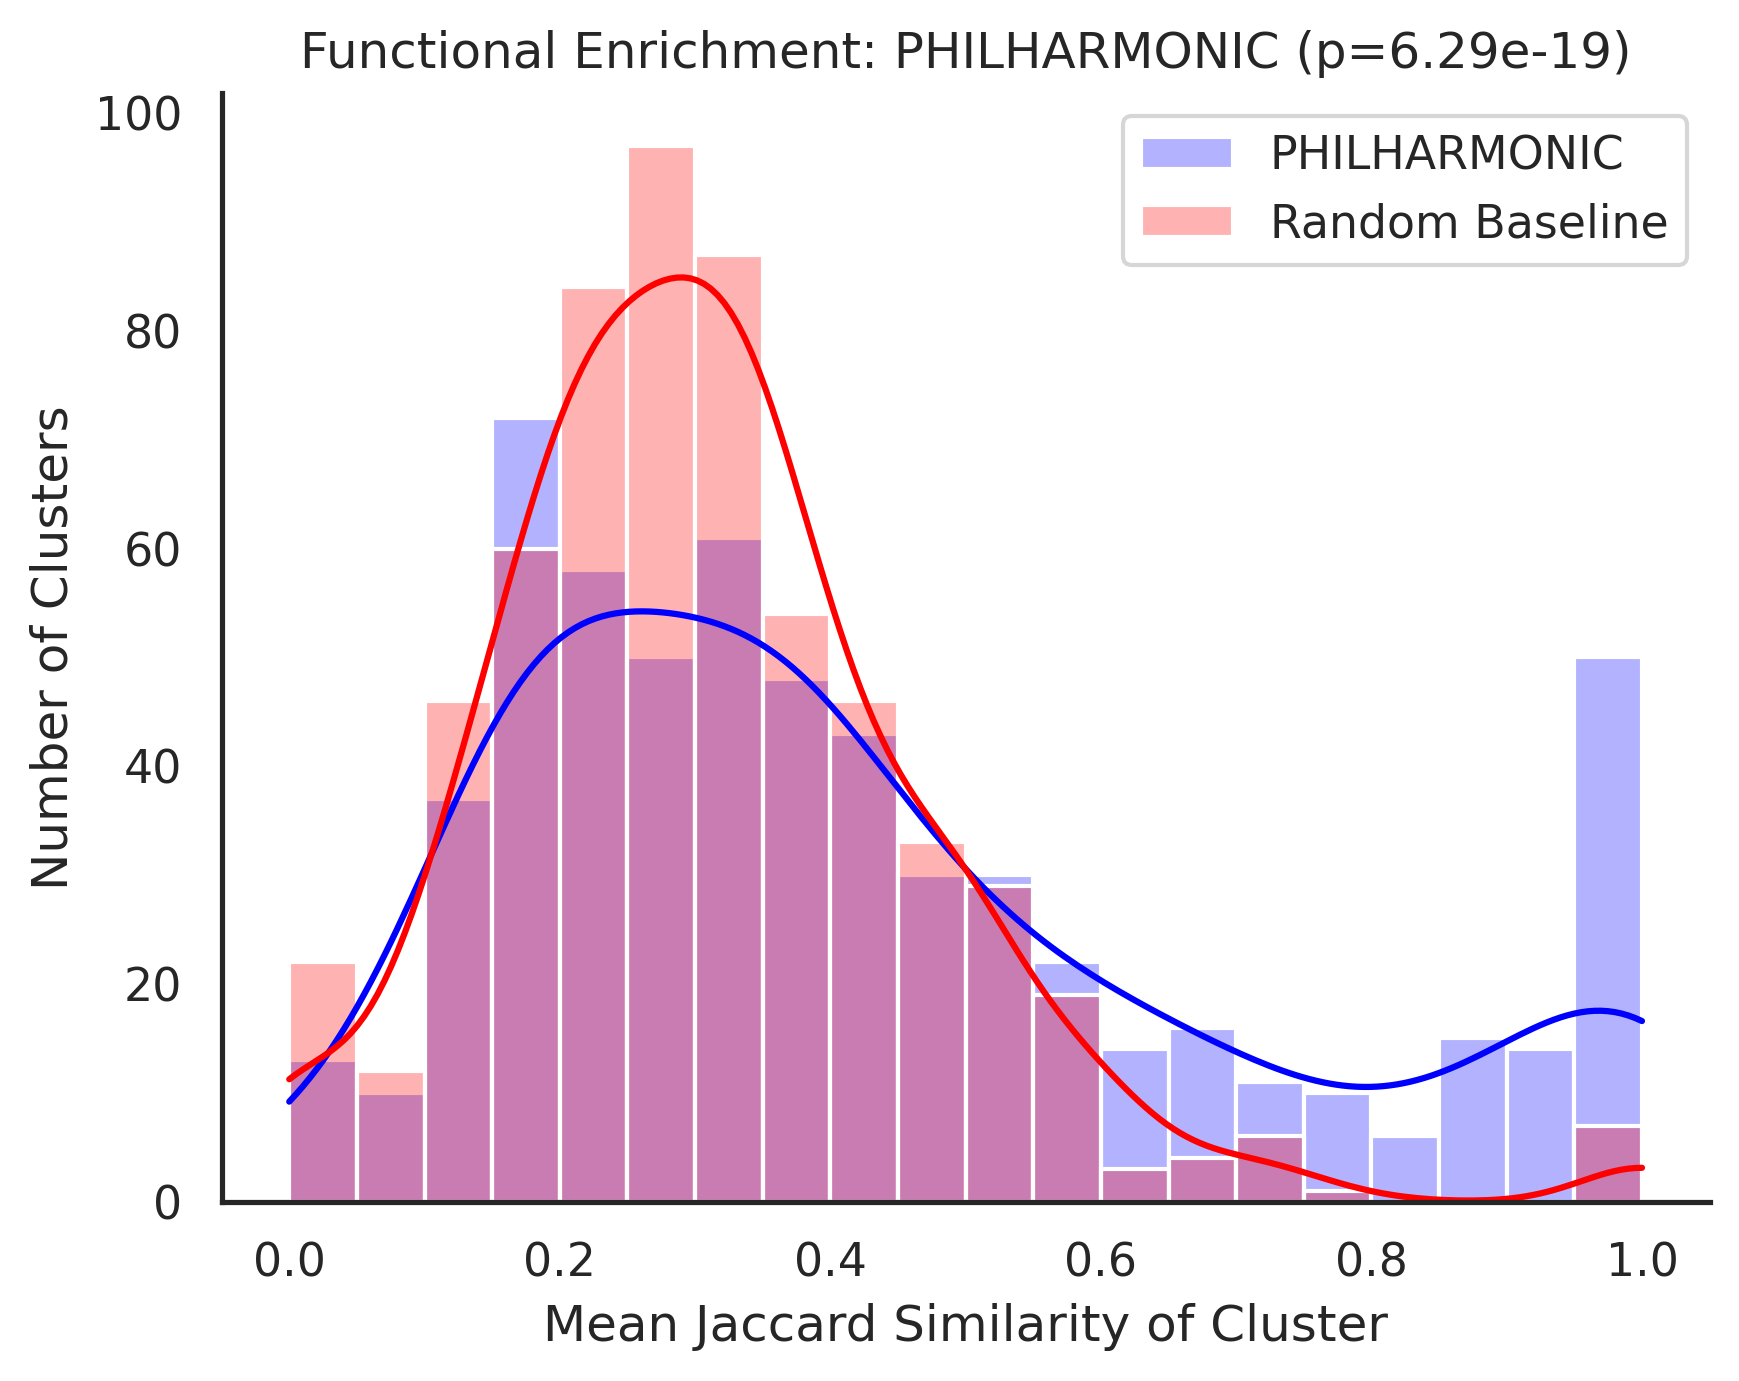 Functional Enrichment: PHILHARMONIC (p=6.29e-19)
PHILHARMONIC
Random Baseline
Number of Clusters
100
80
60
40
20
0
0.0 0.2 0.4 0.6 0.8 1.0
Mean Jaccard Similarity of Cluster